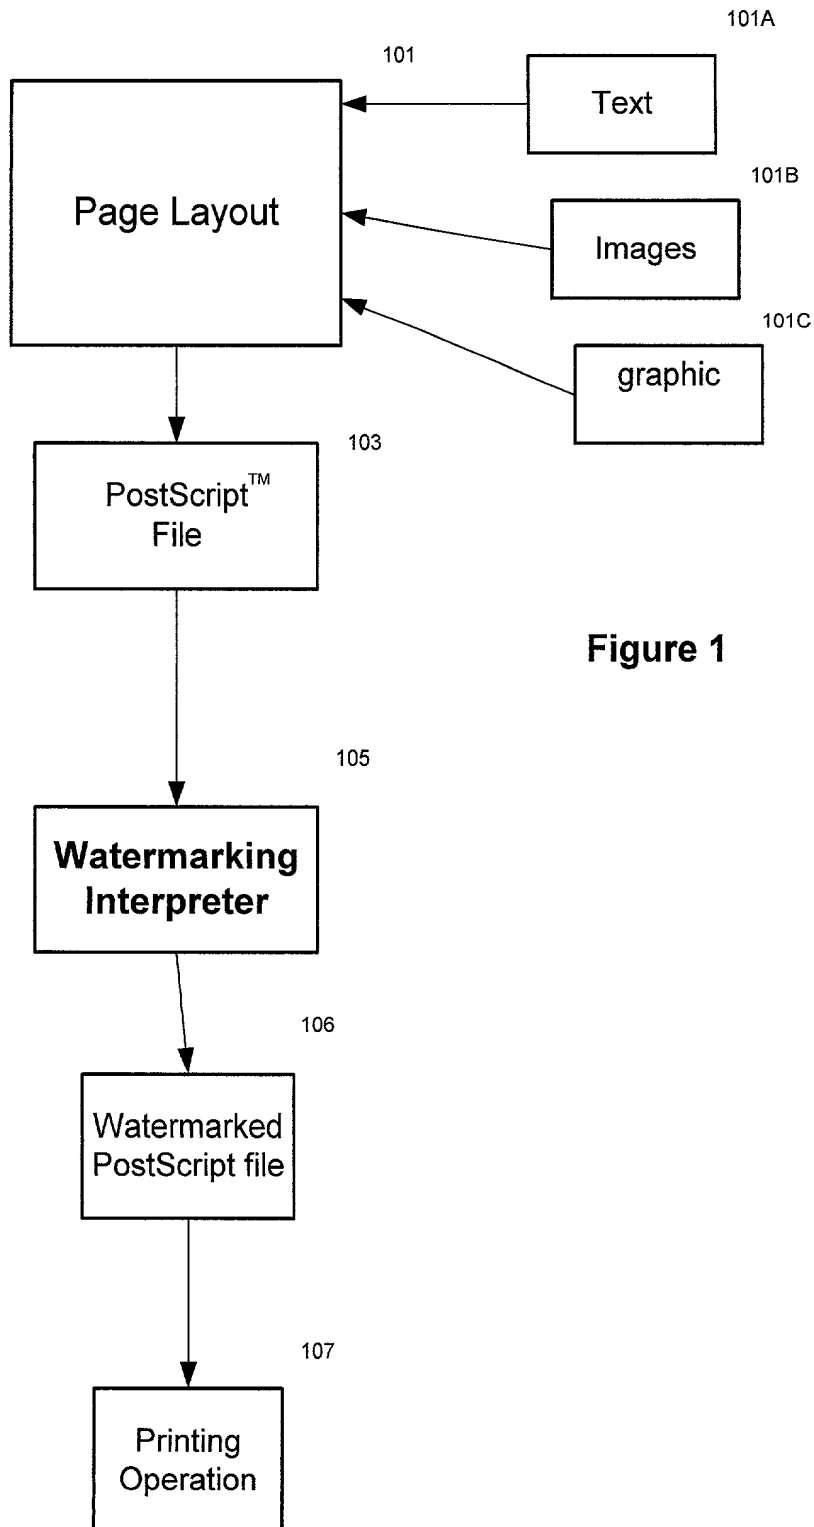 101A
101
Text
Page Layout
101B
Images
101C
graphic
103
PostScript™
File
Figure 1
105
Watermarking
Interpreter
106
Watermarked
PostScript file
107
Printing
Operation